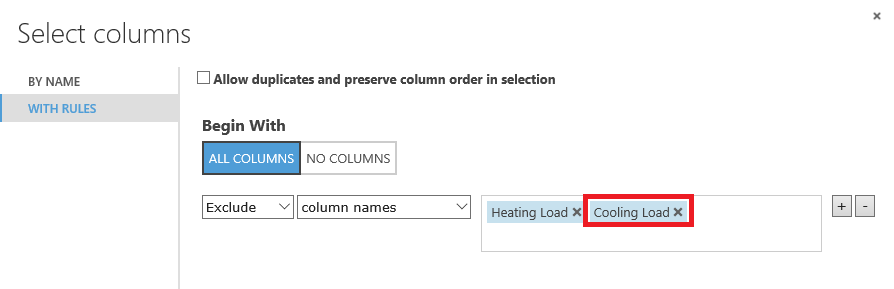 Select columns
BY NAME
WITH RULES
Allow duplicates and preserve column order in selection
Begin With
ALL COLUMNS NO COLUMNS
Exclude column names Heating Load × Cooling Load × + -